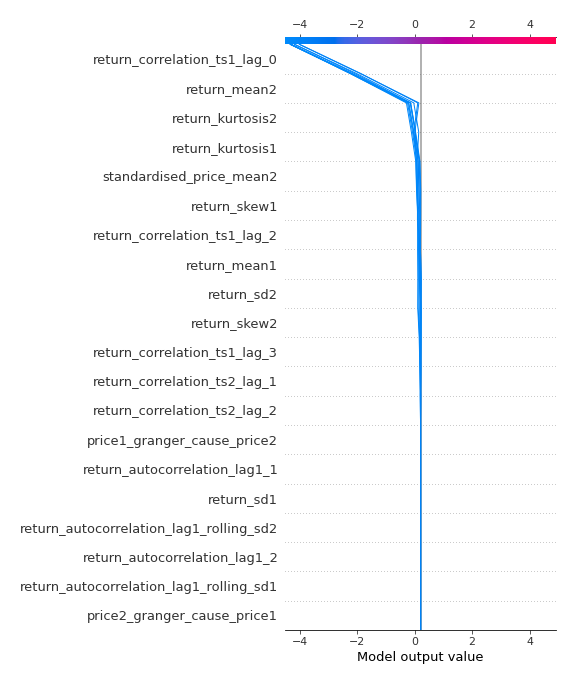 −4 −2 0 2 4
return_correlation_ts1_lag_0
return_mean2
return_kurtosis2
return_kurtosis1
standardised_price_mean2
return_skew1
return_correlation_ts1_lag_2
return_mean1
return_sd2
return_skew2
return_correlation_ts1_lag_3
return_correlation_ts2_lag_1
return_correlation_ts2_lag_2
price1_granger_cause_price2
return_autocorrelation_lag1_1
return_sd1
return_autocorrelation_lag1_rolling_sd2
return_autocorrelation_lag1_2
return_autocorrelation_lag1_rolling_sd1
price2_granger_cause_price1
−4 −2 0 2 4
Model output value